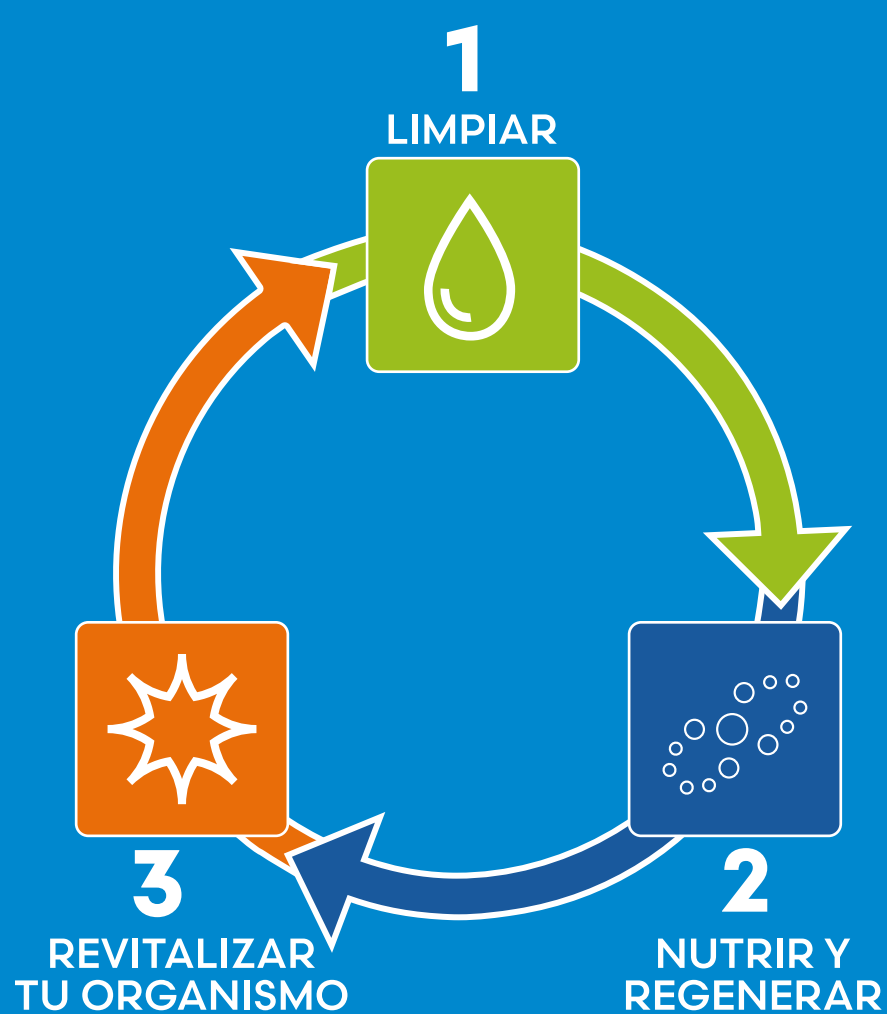 1
LIMPIAR
2
NUTRIR Y
REGENERAR
3
REVITALIZAR
TU ORGANISMO